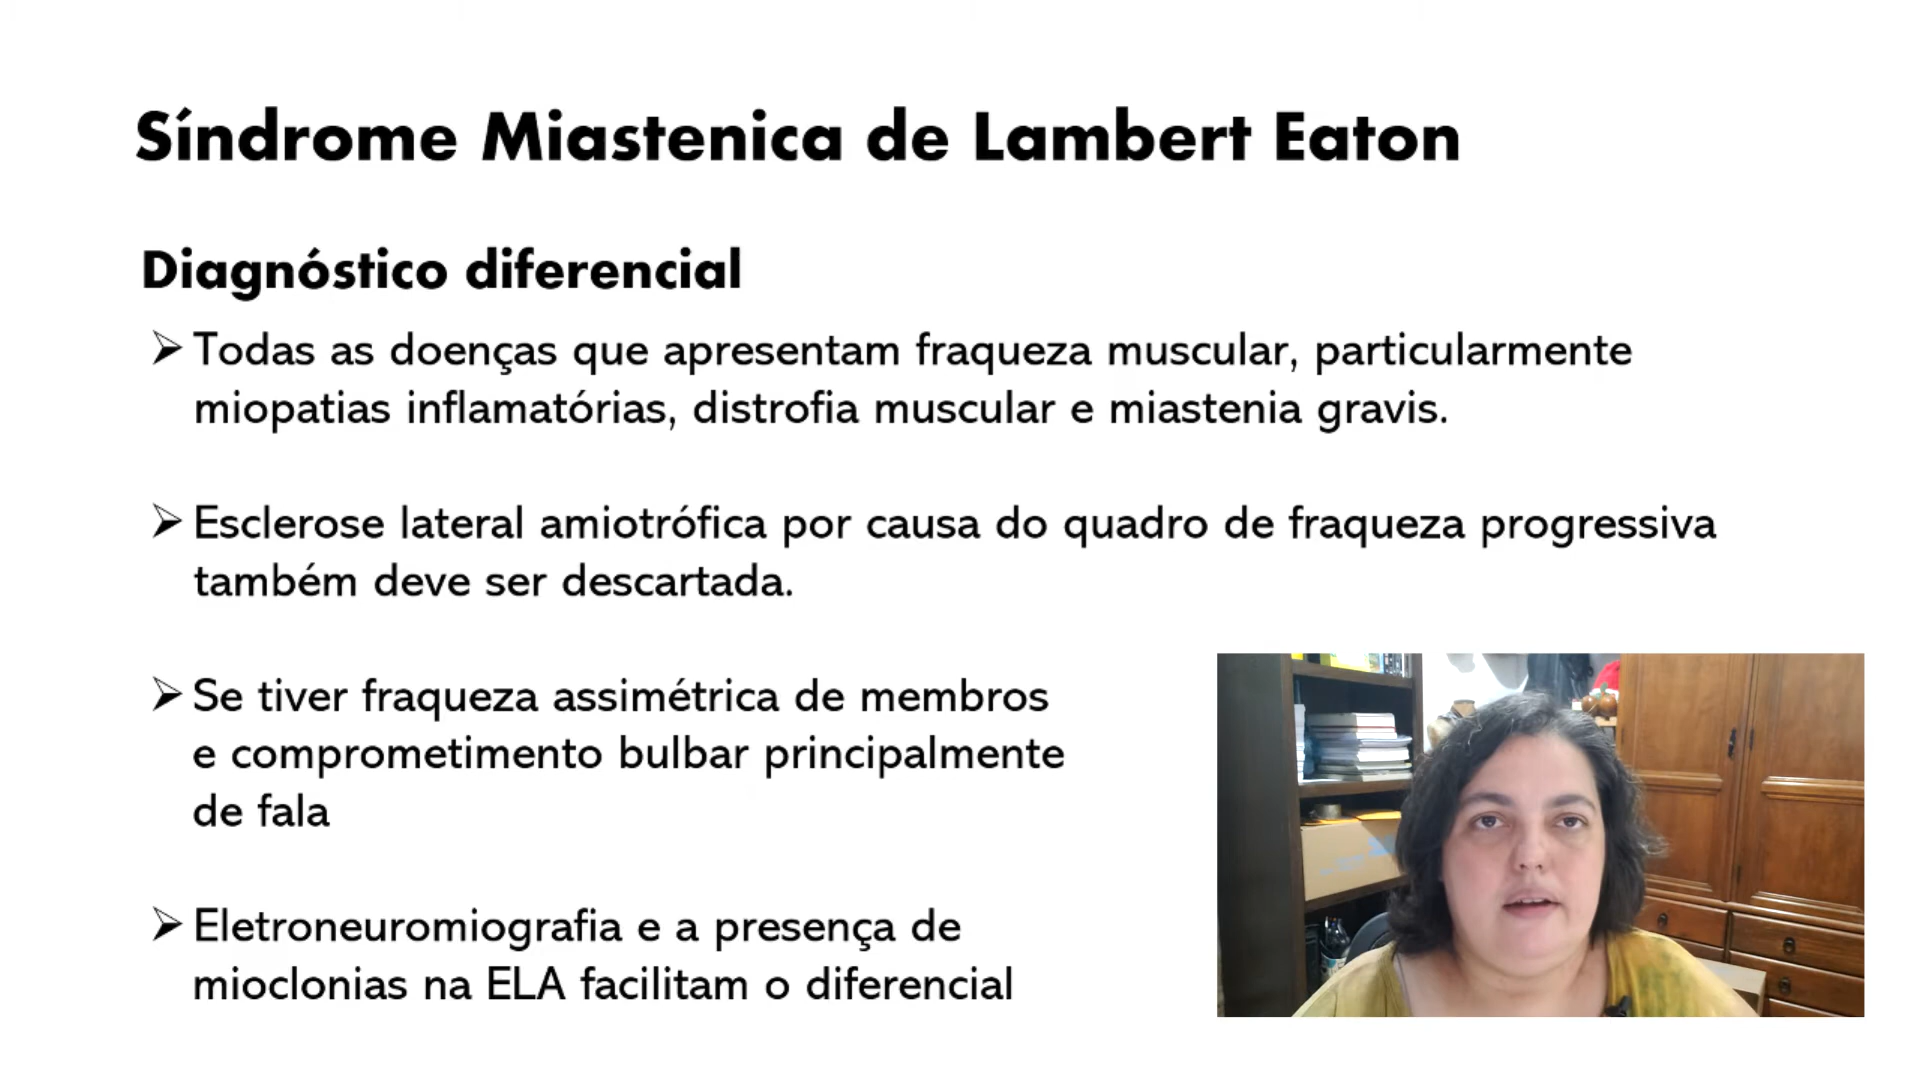 Síndrome Miastenica de Lambert Eaton
Diagnóstico diferencial
➢ Todas as doenças que apresentam fraqueza muscular, particularmente
miopatias inflamatórias, distrofia muscular e miastenia gravis.
➢ Esclerose lateral amiotrófica por causa do quadro de fraqueza progressiva
também deve ser descartada.
➢ Se tiver fraqueza assimétrica de membros
e comprometimento bulbar principalmente
de fala
➢ Eletroneuromiografia e a presença de
mioclonias na ELA facilitam o diferencial